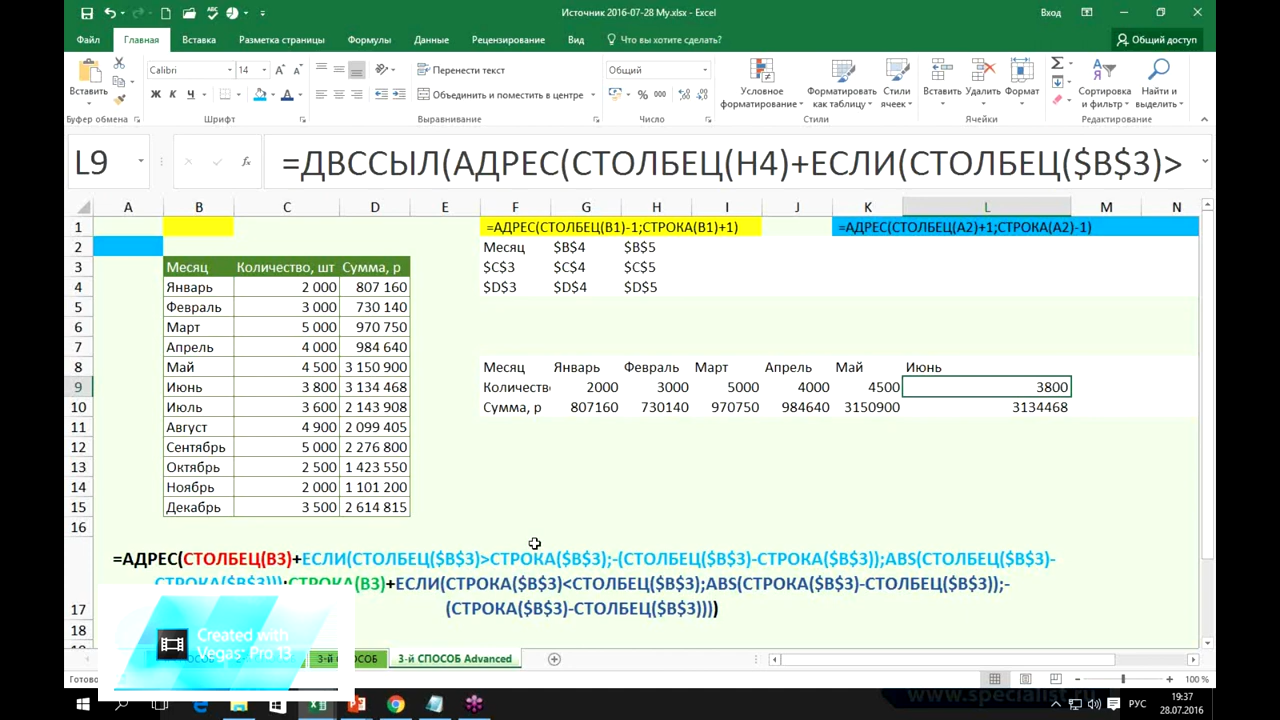 Источник 2016-07-28 My.xlsx - Excel
Вход
Файл Главная Вставка Разметка страницы Формулы Данные Рецензирование Вид Что вы хотите сделать? Общий доступ
Calibri 14 Перенести текст Общий
Вставить Условное форматирование Форматировать как таблицу Стили ячеек Вставить Удалить Формат Сортировка и фильтр Найти и выделить
Ж К Ч Объединить и поместить в центре
Буфер обмена Шрифт Выравнивание Число Стили Ячейки Редактирование
L9 =ДВССЫЛ(АДРЕС(СТОЛБЕЦ(H4)+ЕСЛИ(СТОЛБЕЦ($B$3)>
A B C D E F G H I J K L M N
1 =АДРЕС(СТОЛБЕЦ(B1)-1;СТРОКА(B1)+1) =АДРЕС(СТОЛБЕЦ(A2)+1;СТРОКА(A2)-1)
2 Месяц $B$4 $B$5
3 Месяц Количество, шт Сумма, р $C$3 $C$4 $C$5
4 Январь 2 000 807 160 $D$3 $D$4 $D$5
5 Февраль 3 000 730 140
6 Март 5 000 970 750
7 Апрель 4 000 984 640
8 Май 4 500 3 150 900 Месяц Январь Февраль Март Апрель Май Июнь
9 Июнь 3 800 3 134 468 Количеств 2000 3000 5000 4000 4500 3800
10 Июль 3 600 2 143 908 Сумма, р 807160 730140 970750 984640 3150900 3134468
11 Август 4 900 2 099 405
12 Сентябрь 5 000 2 276 800
13 Октябрь 2 500 1 423 550
14 Ноябрь 2 000 1 101 200
15 Декабрь 3 500 2 614 815
16
=АДРЕС(СТОЛБЕЦ(B3)+ЕСЛИ(СТОЛБЕЦ($B$3)>СТРОКА($B$3);-(СТОЛБЕЦ($B$3)-СТРОКА($B$3));ABS(СТОЛБЕЦ($B$3)-
СТРОКА($B$3)));СТРОКА(B3)+ЕСЛИ(СТРОКА($B$3)<СТОЛБЕЦ($B$3);ABS(СТРОКА($B$3)-СТОЛБЕЦ($B$3));-
17 (СТРОКА($B$3)-СТОЛБЕЦ($B$3))))
18
Created with
Vegas Pro 13
3-й СПОСОБ 3-й СПОСОБ Advanced
100 %
www.specialist.ru
РУС
19:37
28.07.2016